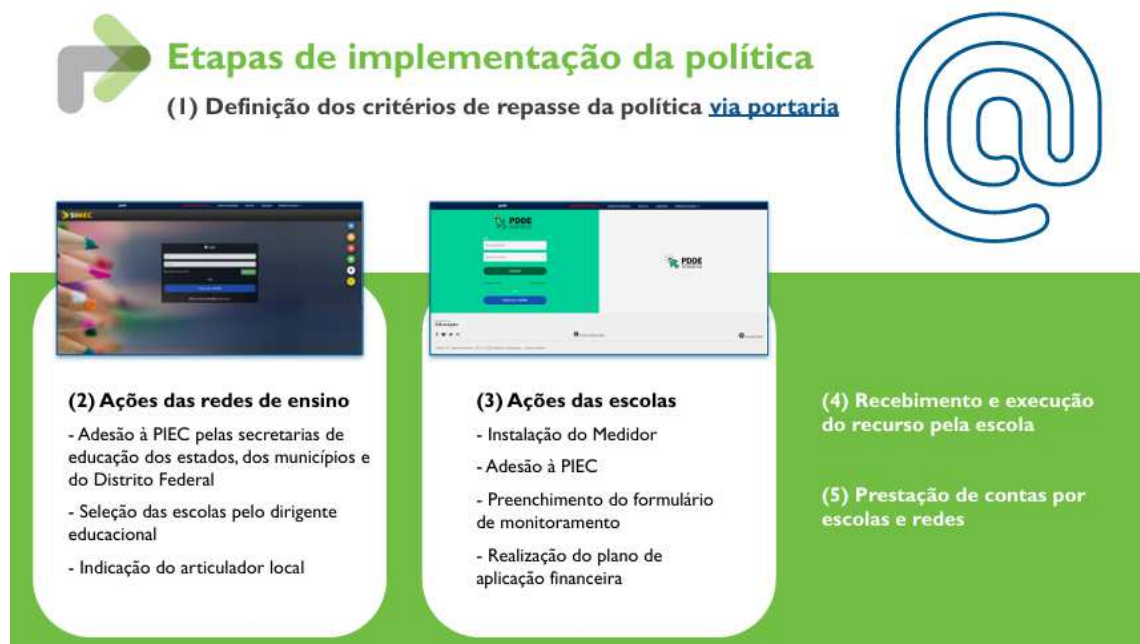 Etapas de implementação da política
(1) Definição dos critérios de repasse da política via portaria
SIMEC
PDDE
PDDE
(2) Ações das redes de ensino
- Adesão à PIEC pelas secretarias de
educação dos estados, dos municípios e
do Distrito Federal
- Seleção das escolas pelo dirigente
educacional
- Indicação do articulador local
(3) Ações das escolas
- Instalação do Medidor
- Adesão à PIEC
- Preenchimento do formulário
de monitoramento
- Realização do plano de
aplicação financeira
(4) Recebimento e execução
do recurso pela escola
(5) Prestação de contas por
escolas e redes